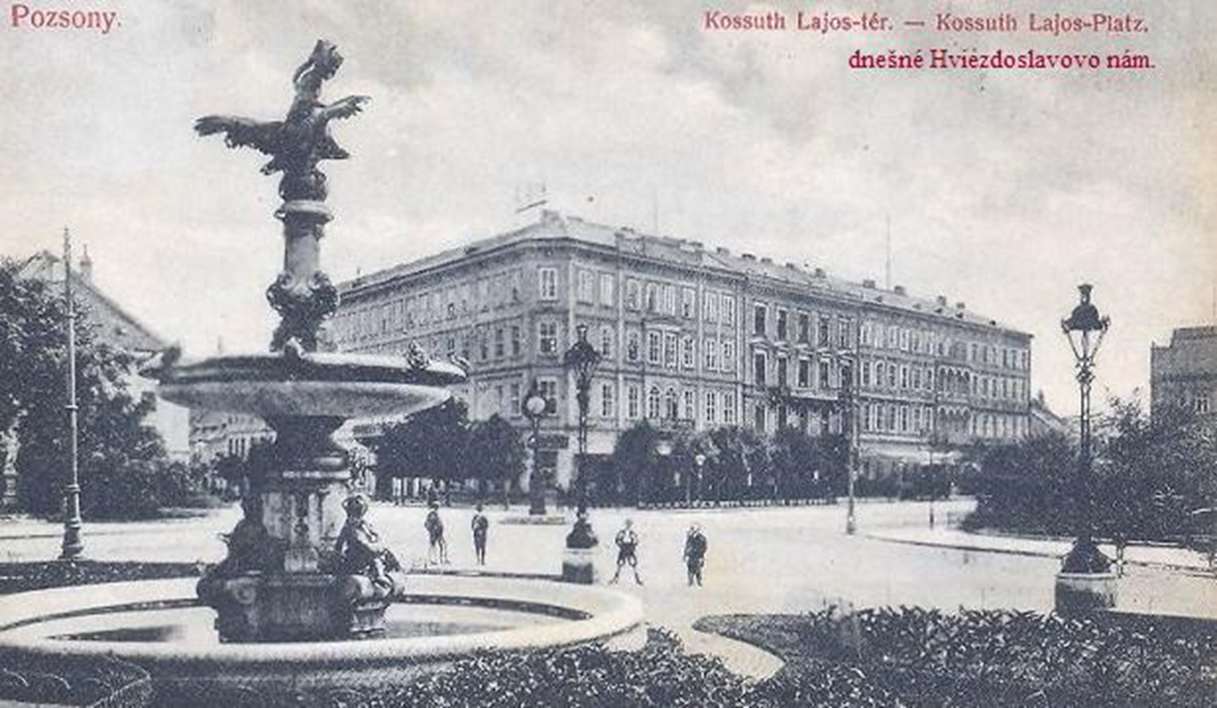 Pozsony.
Kossuth Lajos-tér. — Kossuth Lajos-Platz.
dnešné Hviezdoslavovo nám.